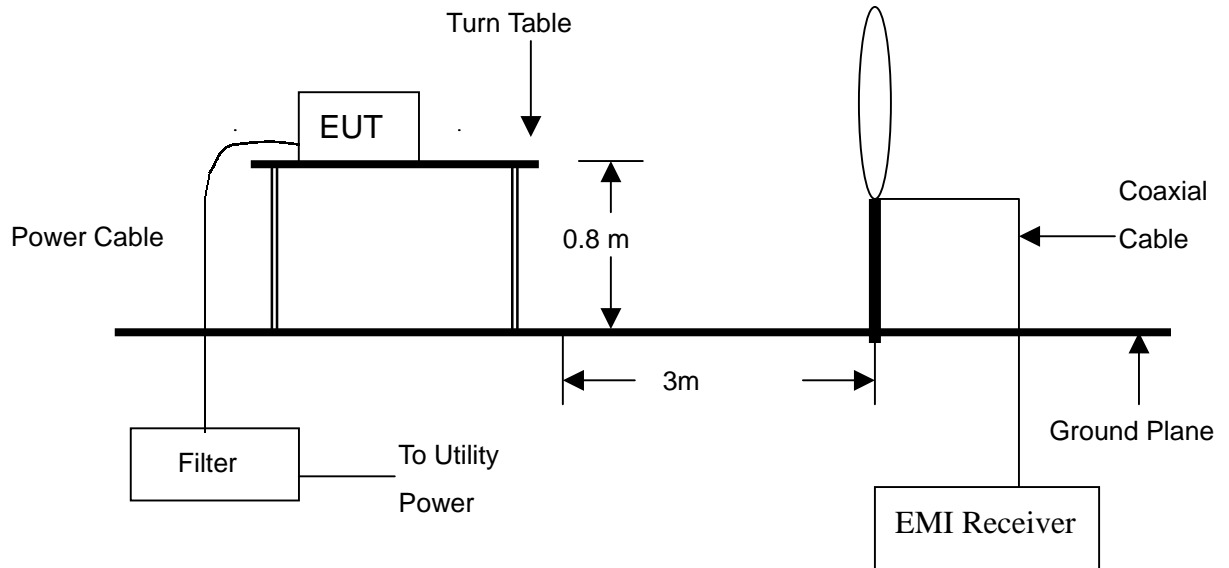 Turn Table
EUT
Coaxial
Cable
Power Cable
0.8 m
3m
Ground Plane
Filter
To Utility
Power
EMI Receiver